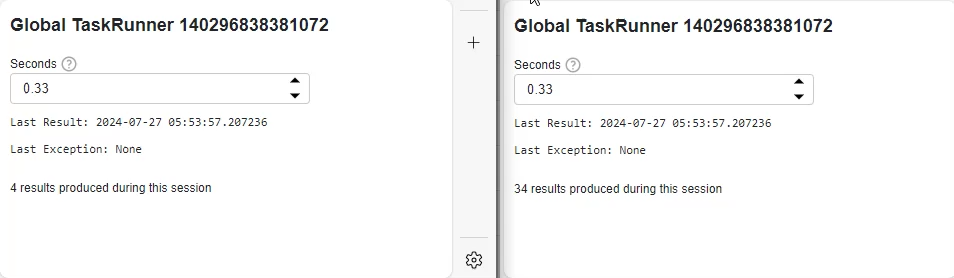 Global TaskRunner 140296838381072
Seconds ?
0.33
Last Result: 2024-07-27 05:53:57.207236
Last Exception: None
4 results produced during this session
Global TaskRunner 140296838381072
Seconds ?
0.33
Last Result: 2024-07-27 05:53:57.207236
Last Exception: None
34 results produced during this session